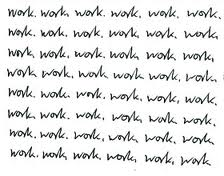 work. work. work. work, work, work.
work. work. work. work. work. work,
work, work. work. work. work. work,
work, work. work. work, work. work,
work. work. work. work, work, work,
work. work, work. work. work, work,
work. work. work, work, work. work,
work. work. work. work, work, work